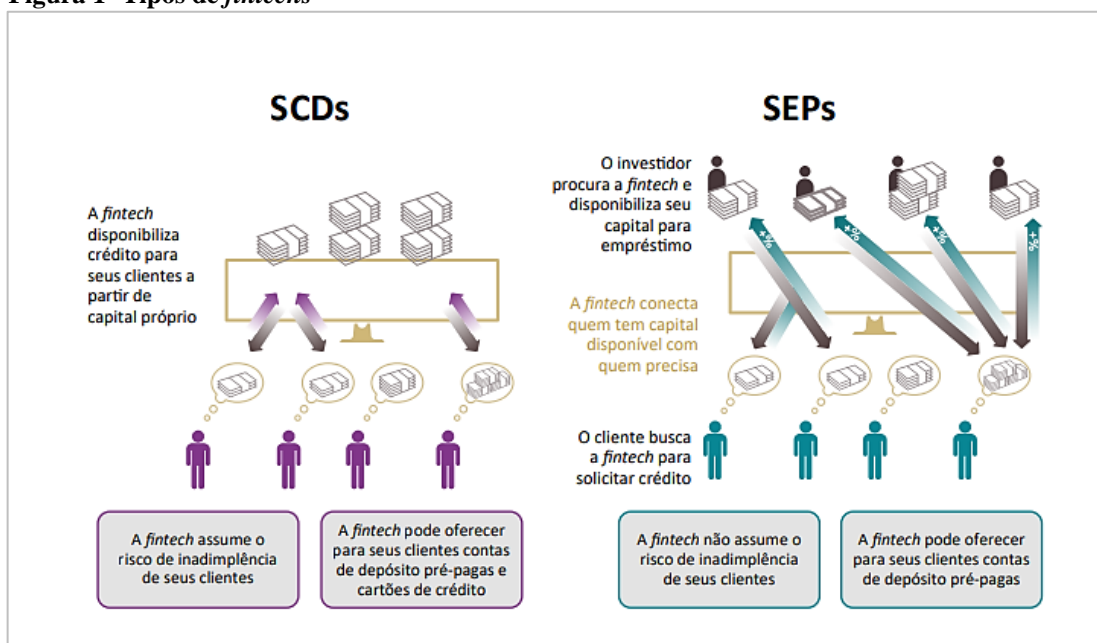 Figura 1- Tipos de fintechs
SCDs
A fintech
disponibiliza
crédito para
seus clientes a
partir de
capital próprio
A fintech assume o
risco de inadimplência
de seus clientes
A fintech pode oferecer
para seus clientes contas
de depósito pré-pagas e
cartões de crédito
SEPs
O investidor
procura a fintech e
disponibiliza seu
capital para
empréstimo
+%
+%
+%
+%
A fintech conecta
quem tem capital
disponível com
quem precisa
O cliente busca
a fintech para
solicitar crédito
A fintech não assume o
risco de inadimplência
de seus clientes
A fintech pode oferecer
para seus clientes contas
de depósito pré-pagas